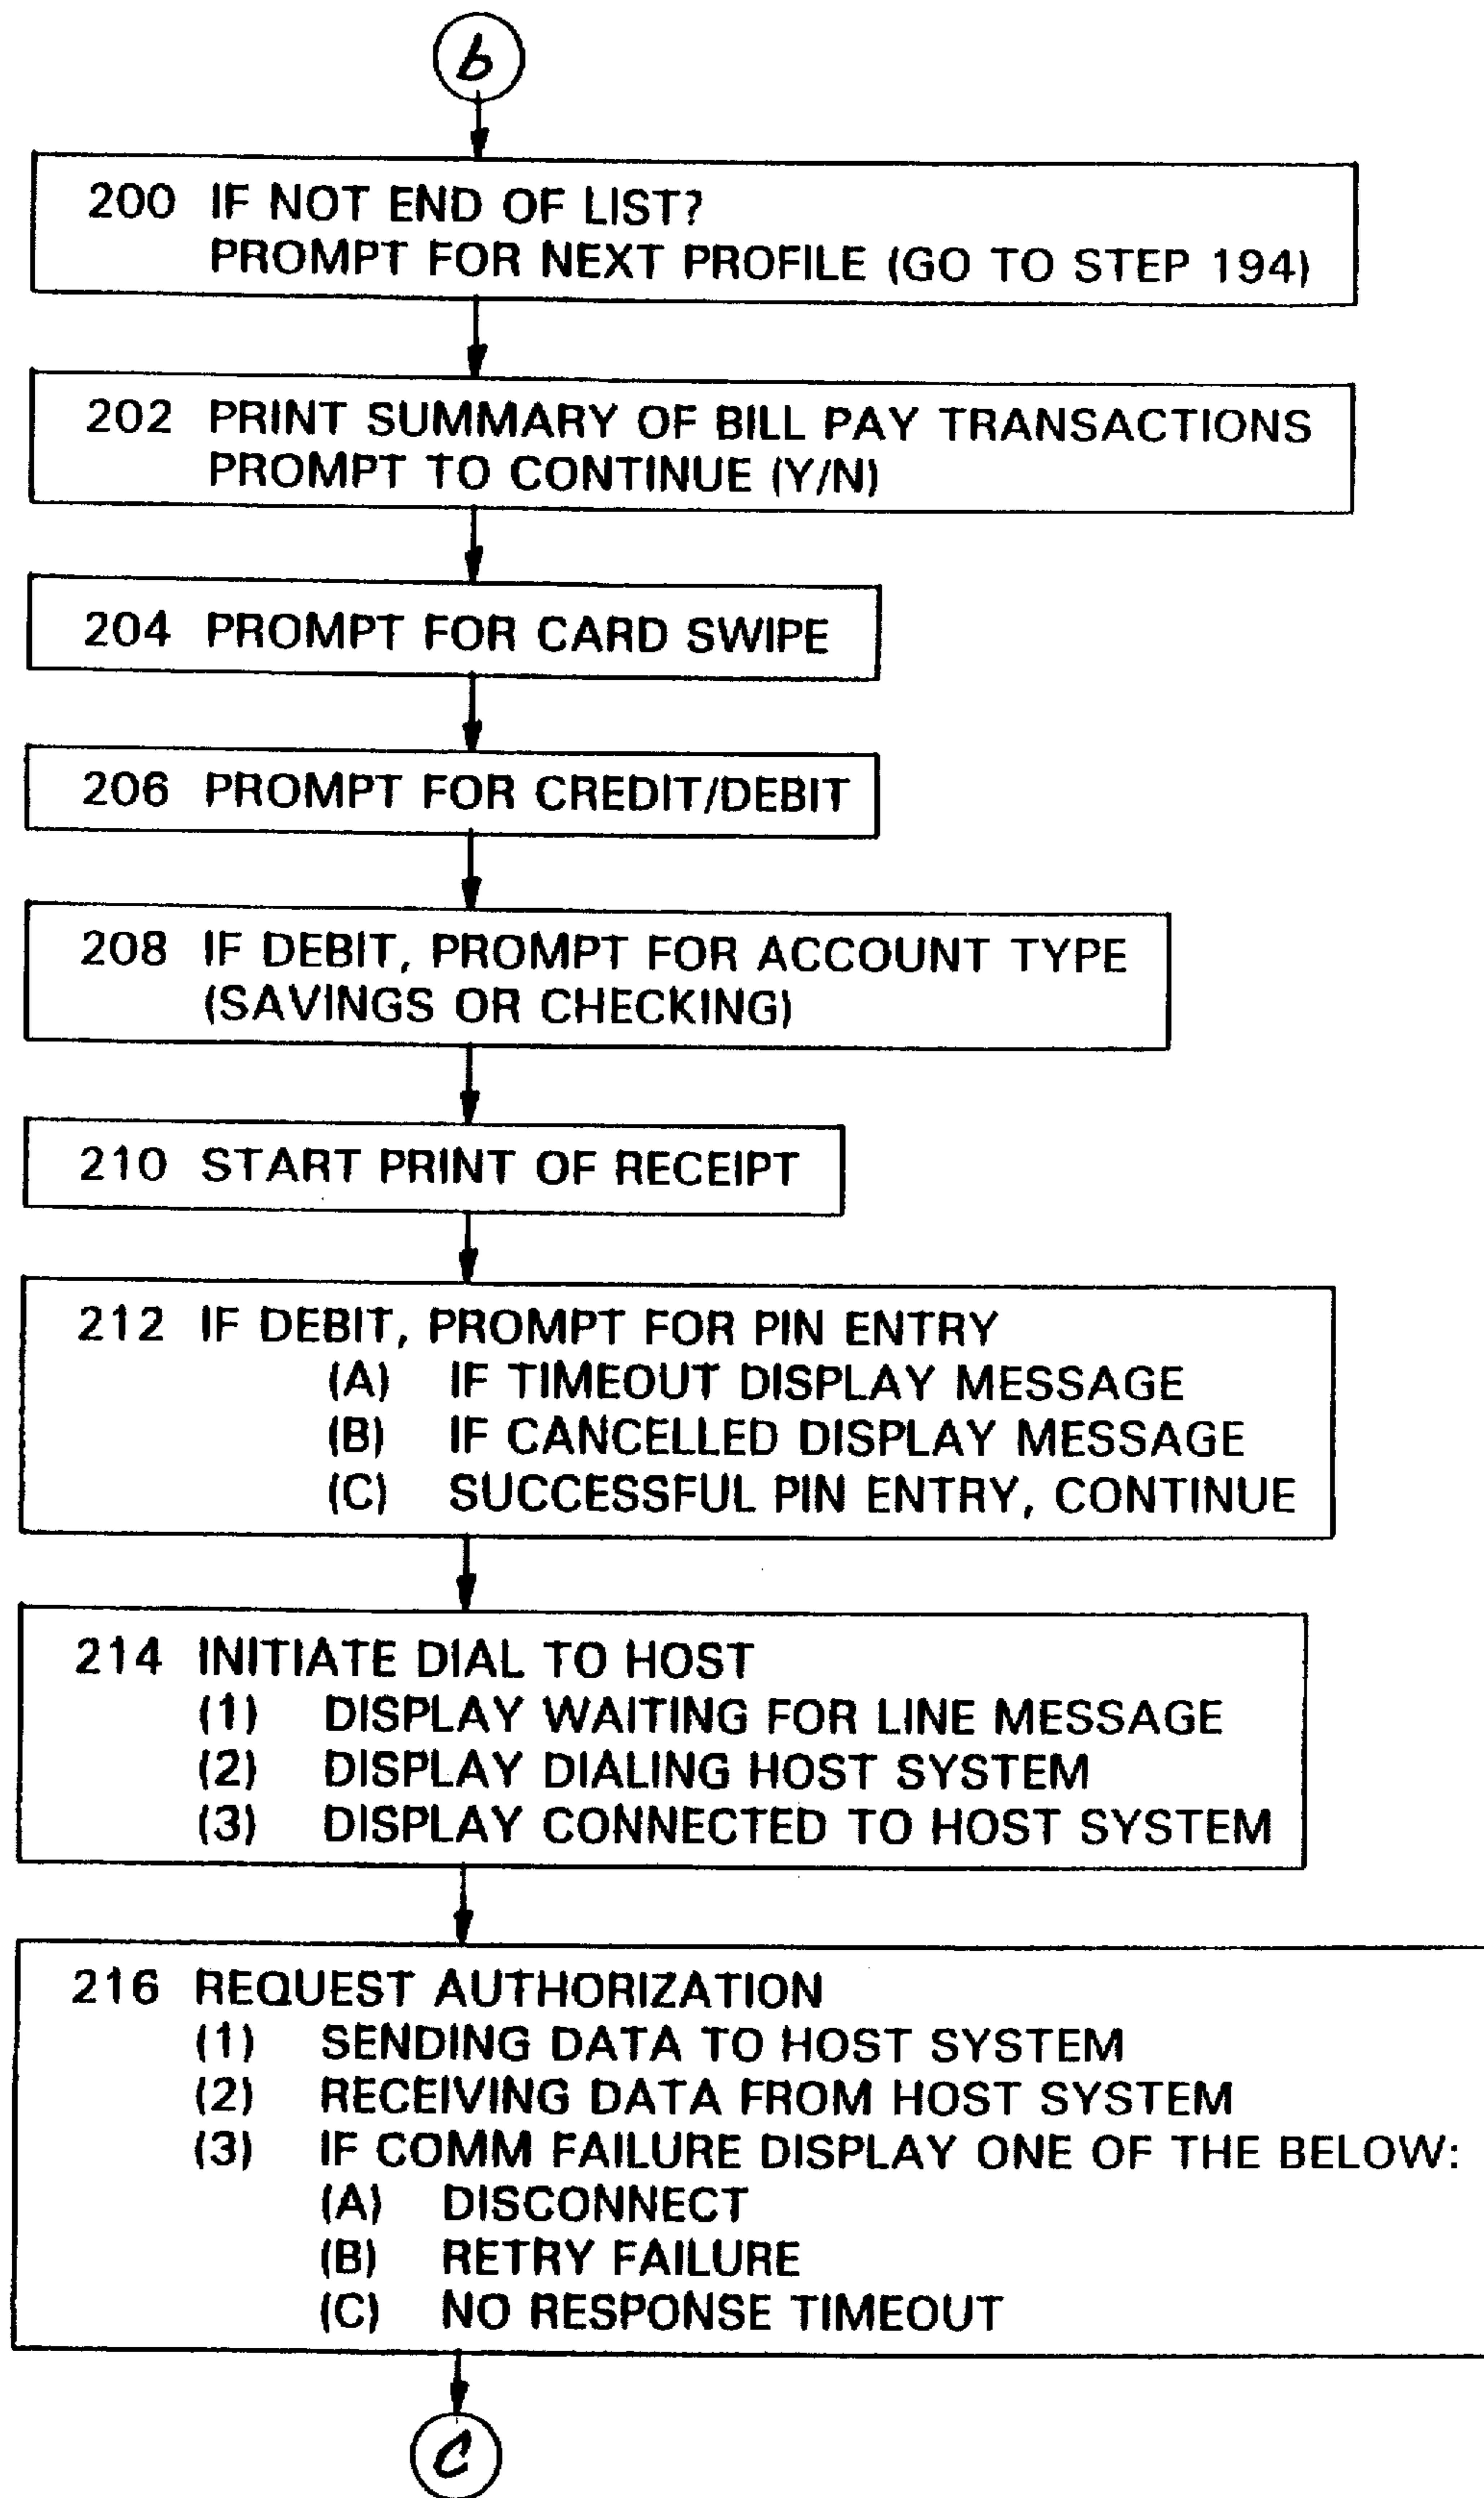 b
200 IF NOT END OF LIST?
PROMPT FOR NEXT PROFILE (GO TO STEP 194)
202 PRINT SUMMARY OF BILL PAY TRANSACTIONS
PROMPT TO CONTINUE (Y/N)
204 PROMPT FOR CARD SWIPE
206 PROMPT FOR CREDIT/DEBIT
208 IF DEBIT, PROMPT FOR ACCOUNT TYPE
(SAVINGS OR CHECKING)
210 START PRINT OF RECEIPT
212 IF DEBIT, PROMPT FOR PIN ENTRY
(A) IF TIMEOUT DISPLAY MESSAGE
(B) IF CANCELLED DISPLAY MESSAGE
(C) SUCCESSFUL PIN ENTRY, CONTINUE
214 INITIATE DIAL TO HOST
(1) DISPLAY WAITING FOR LINE MESSAGE
(2) DISPLAY DIALING HOST SYSTEM
(3) DISPLAY CONNECTED TO HOST SYSTEM
216 REQUEST AUTHORIZATION
(1) SENDING DATA TO HOST SYSTEM
(2) RECEIVING DATA FROM HOST SYSTEM
(3) IF COMM FAILURE DISPLAY ONE OF THE BELOW:
(A) DISCONNECT
(B) RETRY FAILURE
(C) NO RESPONSE TIMEOUT
C